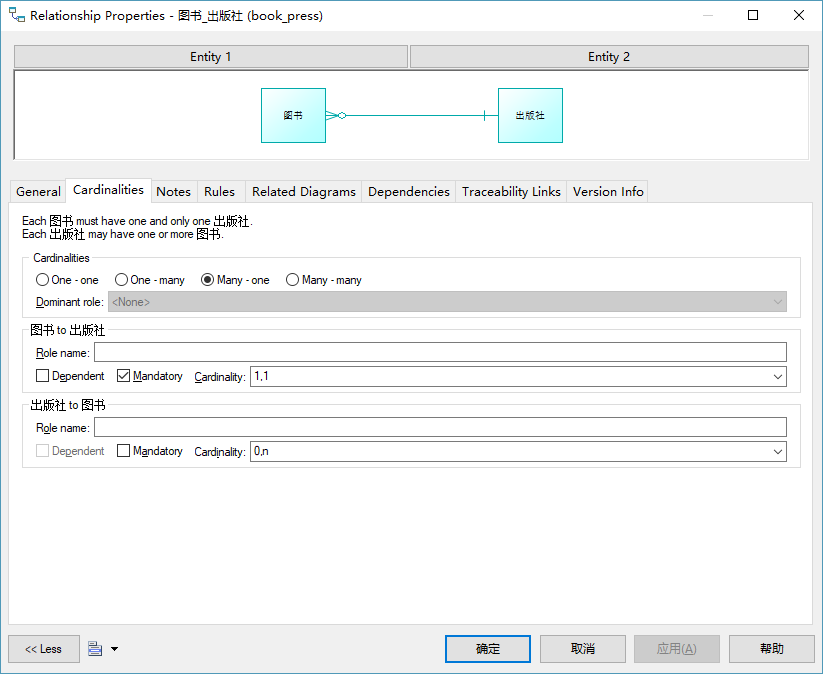 Relationship Properties - 图书_出版社 (book_press)
Entity 1 Entity 2
图书 出版社
General Cardinalities Notes Rules Related Diagrams Dependencies Traceability Links Version Info
Each 图书 must have one and only one 出版社.
Each 出版社 may have one or more 图书.
Cardinalities
One - one One - many Many - one Many - many
Dominant role: <None>
图书 to 出版社
Role name:
Dependent Mandatory Cardinality: 1,1
出版社 to 图书
Role name:
Dependent Mandatory Cardinality: 0,n
<< Less 确定 取消 应用(A) 帮助